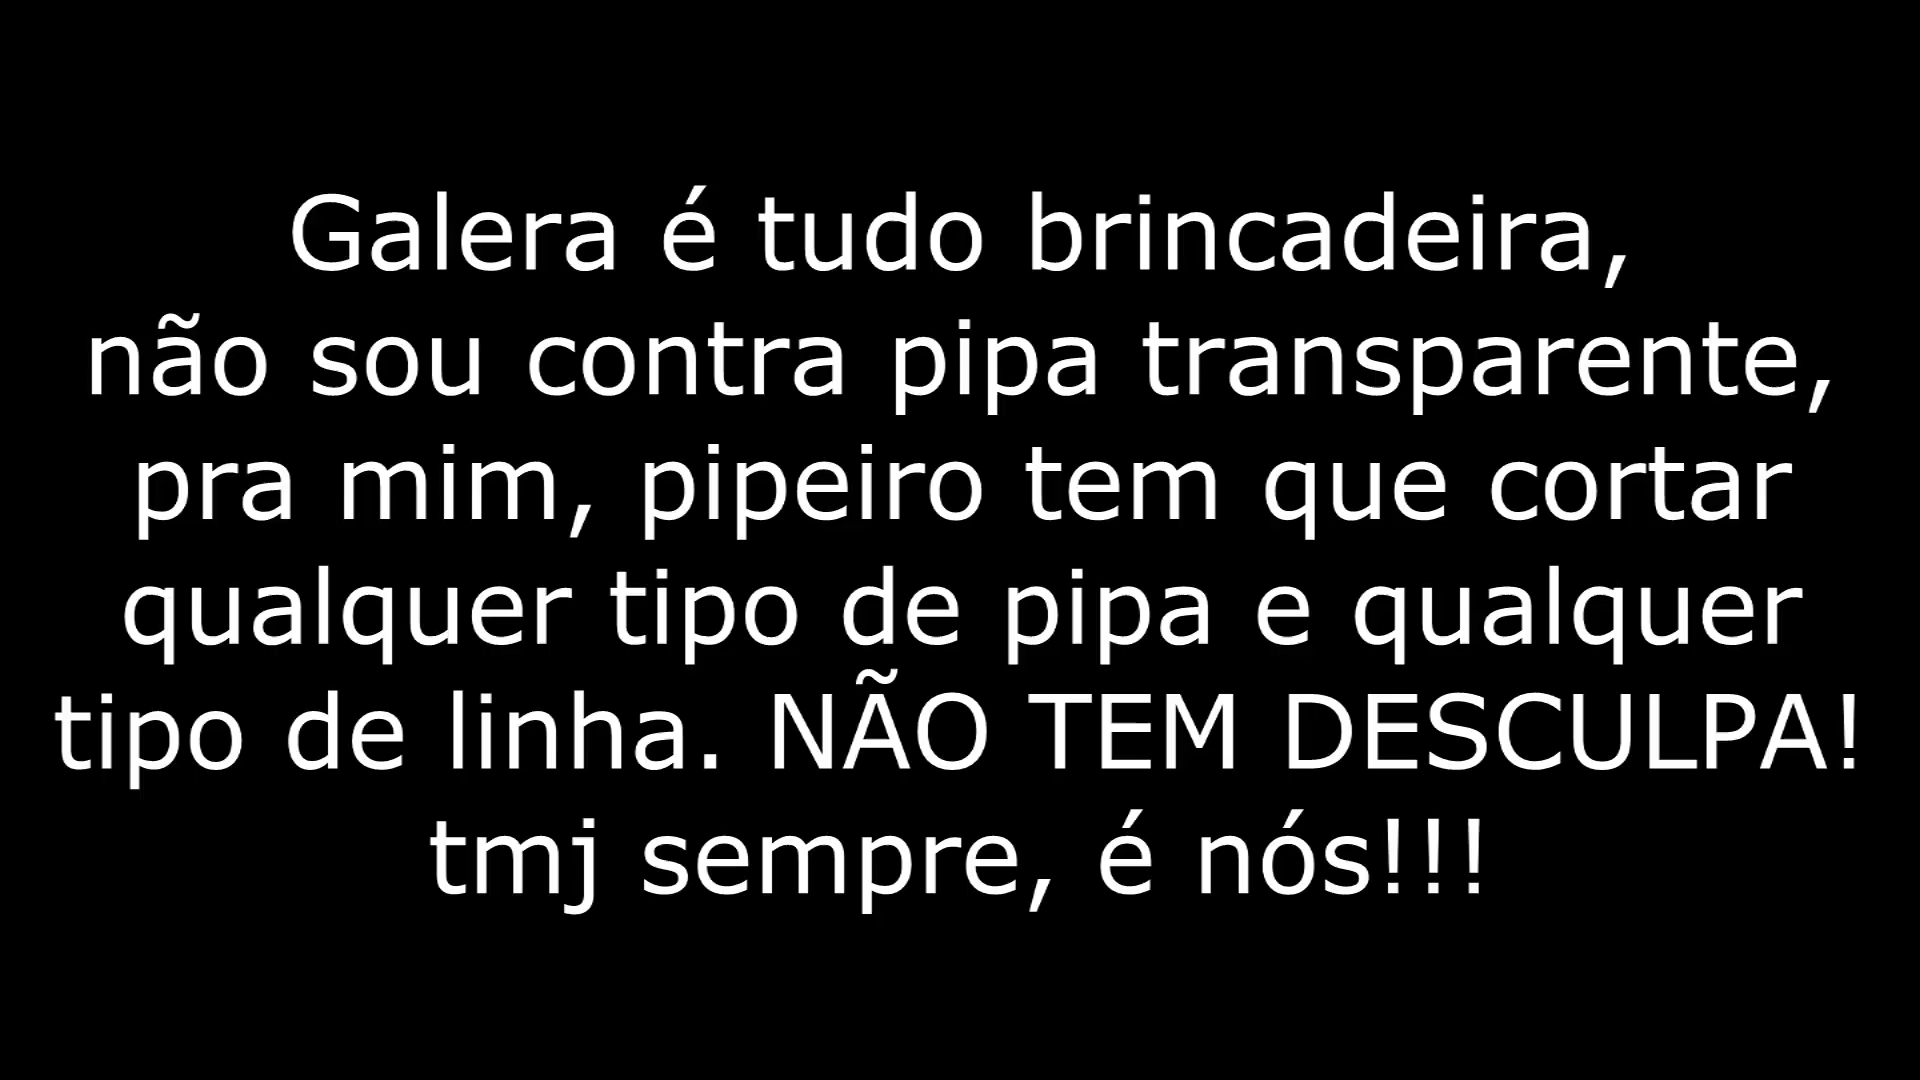 Galera é tudo brincadeira,
não sou contra pipa transparente,
pra mim, pipeiro tem que cortar
qualquer tipo de pipa e qualquer
tipo de linha. NÃO TEM DESCULPA!
tmj sempre, é nós!!!